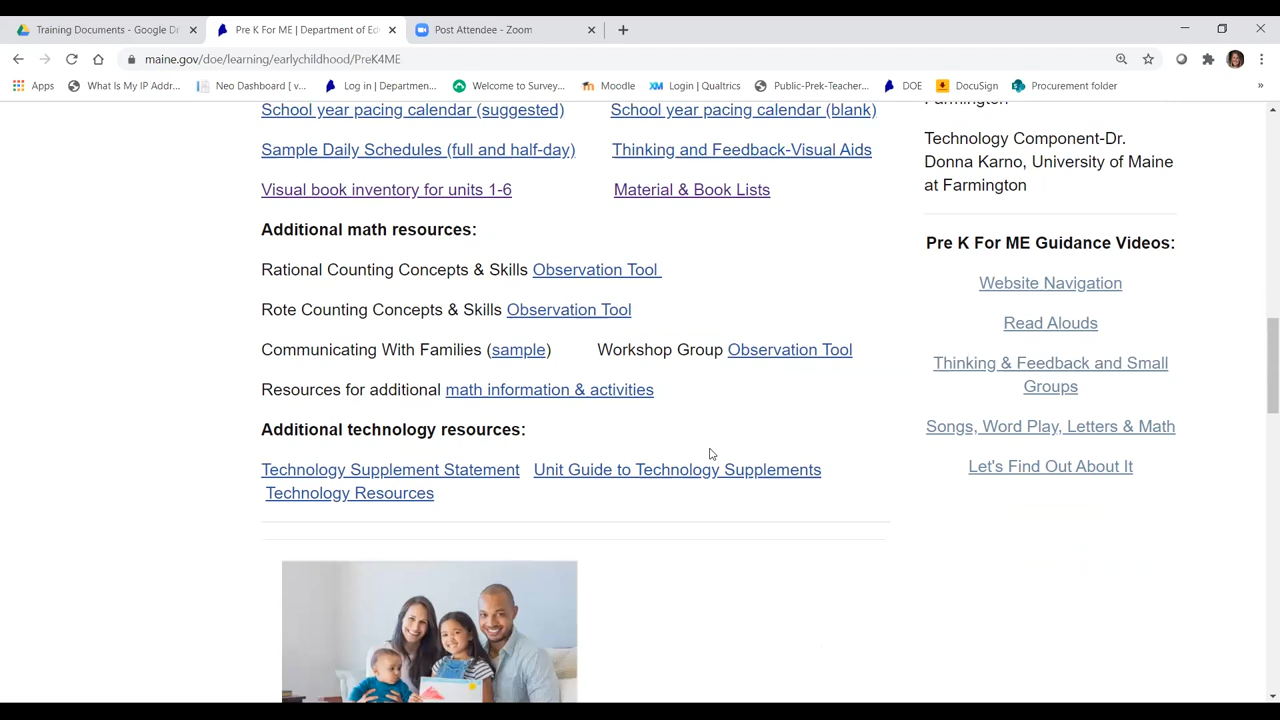 Training Documents - Google Do
Pre K For ME | Department of Ed
Post Attendee - Zoom
maine.gov/doe/learning/earlychildhood/PreK4ME
Apps
What Is My IP Addr...
Neo Dashboard [ v...
Log in | Departmen...
Welcome to Survey...
Moodle
Login | Qualtrics
Public-Prek-Teacher...
DOE
DocuSign
Procurement folder
»
School year pacing calendar (suggested) School year pacing calendar (blank)
Sample Daily Schedules (full and half-day) Thinking and Feedback-Visual Aids
Visual book inventory for units 1-6 Material & Book Lists
Additional math resources:
Rational Counting Concepts & Skills Observation Tool
Rote Counting Concepts & Skills Observation Tool
Communicating With Families (sample) Workshop Group Observation Tool
Resources for additional math information & activities
Additional technology resources:
Technology Supplement Statement Unit Guide to Technology Supplements
Technology Resources
Farmington
Technology Component-Dr.
Donna Karno, University of Maine
at Farmington
Pre K For ME Guidance Videos:
Website Navigation
Read Alouds
Thinking & Feedback and Small
Groups
Songs, Word Play, Letters & Math
Let's Find Out About It